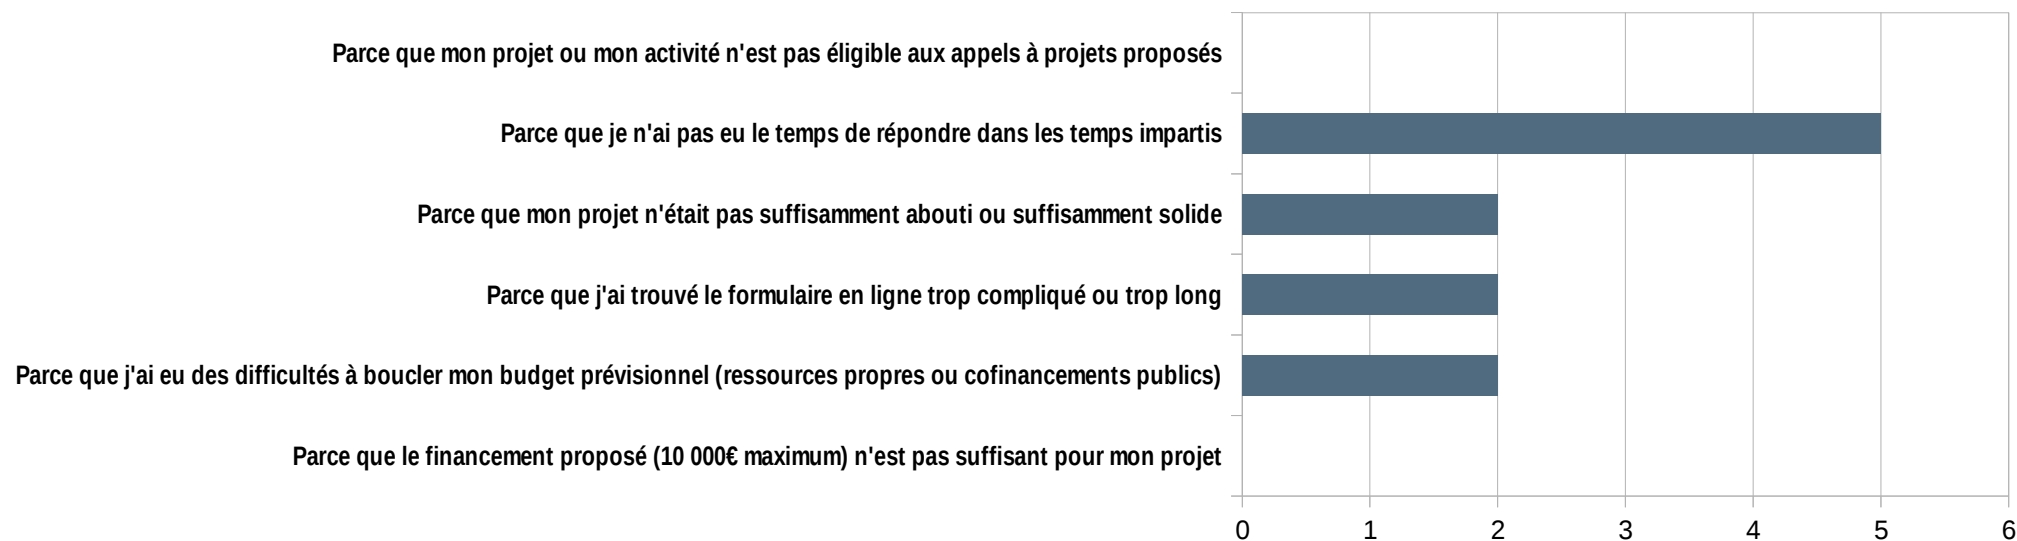 Parce que mon projet ou mon activité n'est pas éligible aux appels à projets proposés
Parce que je n'ai pas eu le temps de répondre dans les temps impartis
Parce que mon projet n'était pas suffisamment abouti ou suffisamment solide
Parce que j'ai trouvé le formulaire en ligne trop compliqué ou trop long
Parce que j'ai eu des difficultés à boucler mon budget prévisionnel (ressources propres ou cofinancements publics)
Parce que le financement proposé (10 000€ maximum) n'est pas suffisant pour mon projet
0 1 2 3 4 5 6